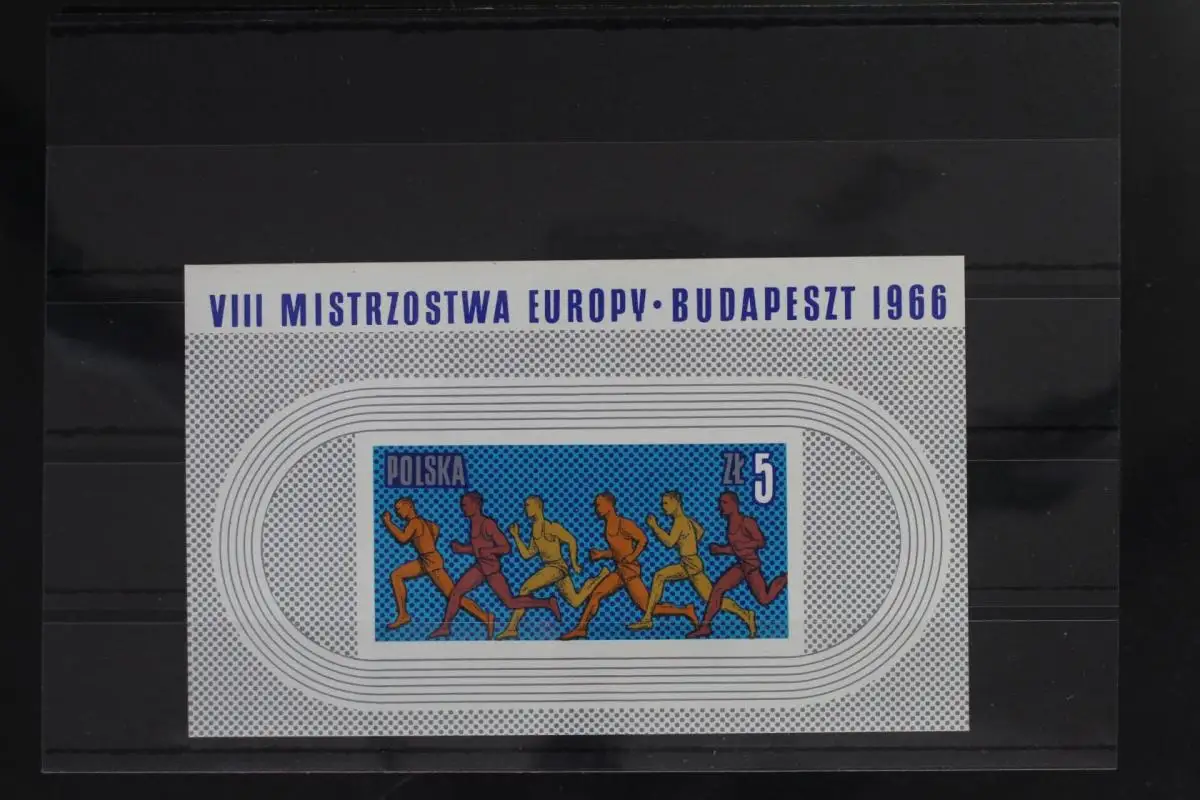 VIII MISTRZOSTWA EUROPY • BUDAPESZT 1966
POLSKA ZŁ 5